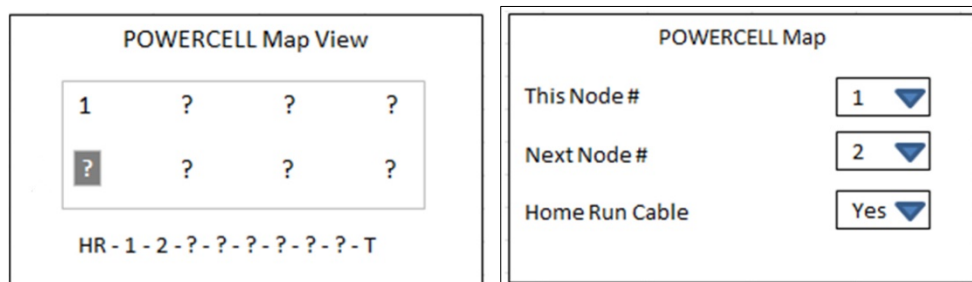 POWERCELL Map View
1 ? ? ?
? ? ? ?
HR - 1 - 2 - ? - ? - ? - ? - ? - ? - T
POWERCELL Map
This Node # 1
Next Node # 2
Home Run Cable Yes